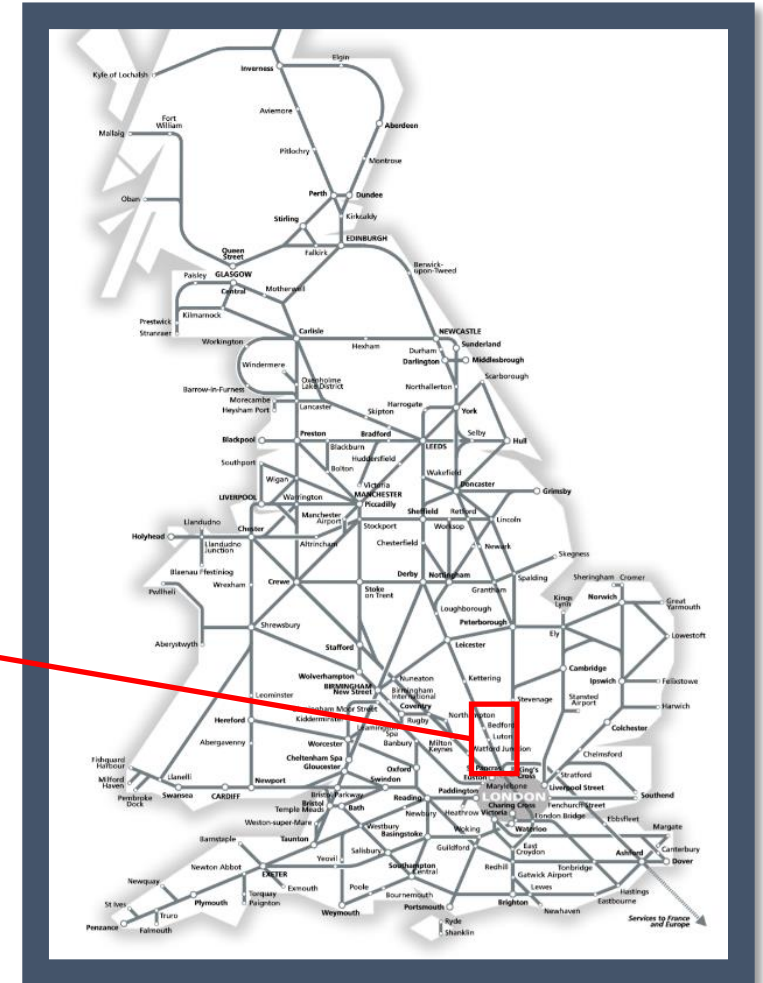 Elgin
Kyle of Lochalsh
Inverness
Aviemore
Aberdeen
Fort
William
Mallaig
Pitlochry
Montrose
Perth
Dundee
Oban
Stirling
Kirkcaldy
EDINBURGH
Queen
Street
Falkirk
Berwick-
upon-Tweed
Paisley
GLASGOW
Central
Motherwell
Prestwick
Kilmarnock
Stranraer
Carlisle
NEWCASTLE
Workington
Hexham
Sunderland
Durham
Darlington
Middlesbrough
Windermere
Scarborough
Oxenholme
Lake District
Northallerton
Barrow-in-Furness
Morecambe
Heysham Port
Lancaster
Harrogate
Skipton
York
Blackpool
Preston
Bradford
Selby
Hull
Blackburn
LEEDS
Huddersfield
Southport
Bolton
Wakefield
Wigan
Victoria
Doncaster
LIVERPOOL
Warrington
MANCHESTER
Piccadilly
Grimsby
Manchester
Airport
Sheffield
Retford
Llandudno
Stockport
Worksop
Lincoln
Holyhead
Chester
Llandudno
Junction
Altrincham
Chesterfield
Newark
Skegness
Blaenau Ffestiniog
Pwllheli
Wrexham
Crewe
Stoke
on Trent
Derby
Nottingham
Grantham
Spalding
Sheringham
Cromer
Kings
Lynn
Norwich
Great
Yarmouth
Loughborough
Peterborough
Aberystwyth
Shrewsbury
Ely
Lowestoft
Stafford
Leicester
Wolverhampton
Nuneaton
Kettering
Cambridge
BIRMINGHAM
New Street
Birmingham
International
Ipswich
Felixstowe
Leominster
Moor Street
Coventry
Stevenage
Stansted
Airport
Harwich
Hereford
Kidderminster
Rugby
Northampton
Bedford
Colchester
Abergavenny
Worcester
Leamington
Spa
Banbury
Milton
Keynes
Luton
Watford Junction
Chelmsford
Fishguard
Harbour
Cheltenham Spa
Gloucester
Oxford
St Pancras
King's
Cross
Stratford
Milford
Haven
Llanelli
Newport
Swindon
Euston
Marylebone
Liverpool Street
Pembroke
Dock
Swansea
CARDIFF
Bristol Parkway
Bristol
Temple Meads
Bath
Reading
Paddington
LONDON
Fenchurch Street
Southend
Weston-super-Mare
Newbury
Heathrow
Victoria
Charing Cross
London Bridge
Ebbsfleet
Barnstaple
Taunton
Westbury
Basingstoke
Woking
Waterloo
Margate
Newton Abbot
Yeovil
Salisbury
Guildford
East
Croydon
Canterbury
EXETER
Southampton
Central
Redhill
Tonbridge
Ashford
Dover
Newquay
Gatwick Airport
St Ives
Plymouth
Torquay
Paignton
Exmouth
Poole
Bournemouth
Lewes
Hastings
Truro
Portsmouth
Brighton
Eastbourne
Penzance
Falmouth
Weymouth
Newhaven
Ryde
Shanklin
Services to France
and Europe